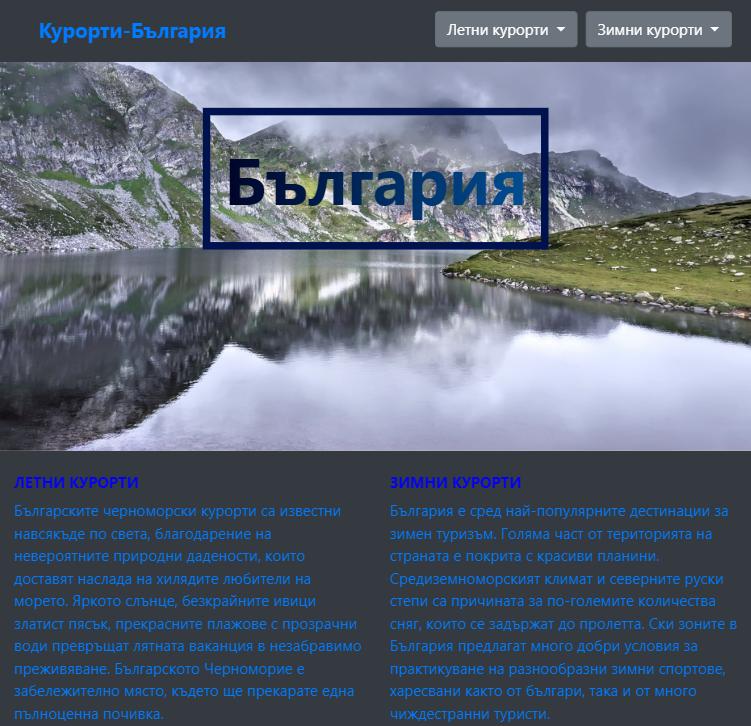 Курорти-България
Летни курорти
Зимни курорти
България
ЛЕТНИ КУРОРТИ
Българските черноморски курорти са известни
навсякъде по света, благодарение на
невероятните природни дадености, които
доставят наслада на хилядите любители на
морето. Яркото слънце, безкрайните ивици
златист пясък, прекрасните плажове с прозрачни
води превръщат лятната ваканция в незабравимо
преживяване. Българското Черноморие е
забележително място, където ще прекарате една
пълноценна почивка.
ЗИМНИ КУРОРТИ
България е сред най-популярните дестинации за
зимен туризъм. Голяма част от територията на
страната е покрита с красиви планини.
Средиземноморският климат и северните руски
степи са причината за по-големите количества
сняг, които се задържат до пролетта. Ски зоните в
България предлагат много добри условия за
практикуване на разнообразни зимни спортове,
харесвани както от българи, така и от много
чуждестранни туристи.